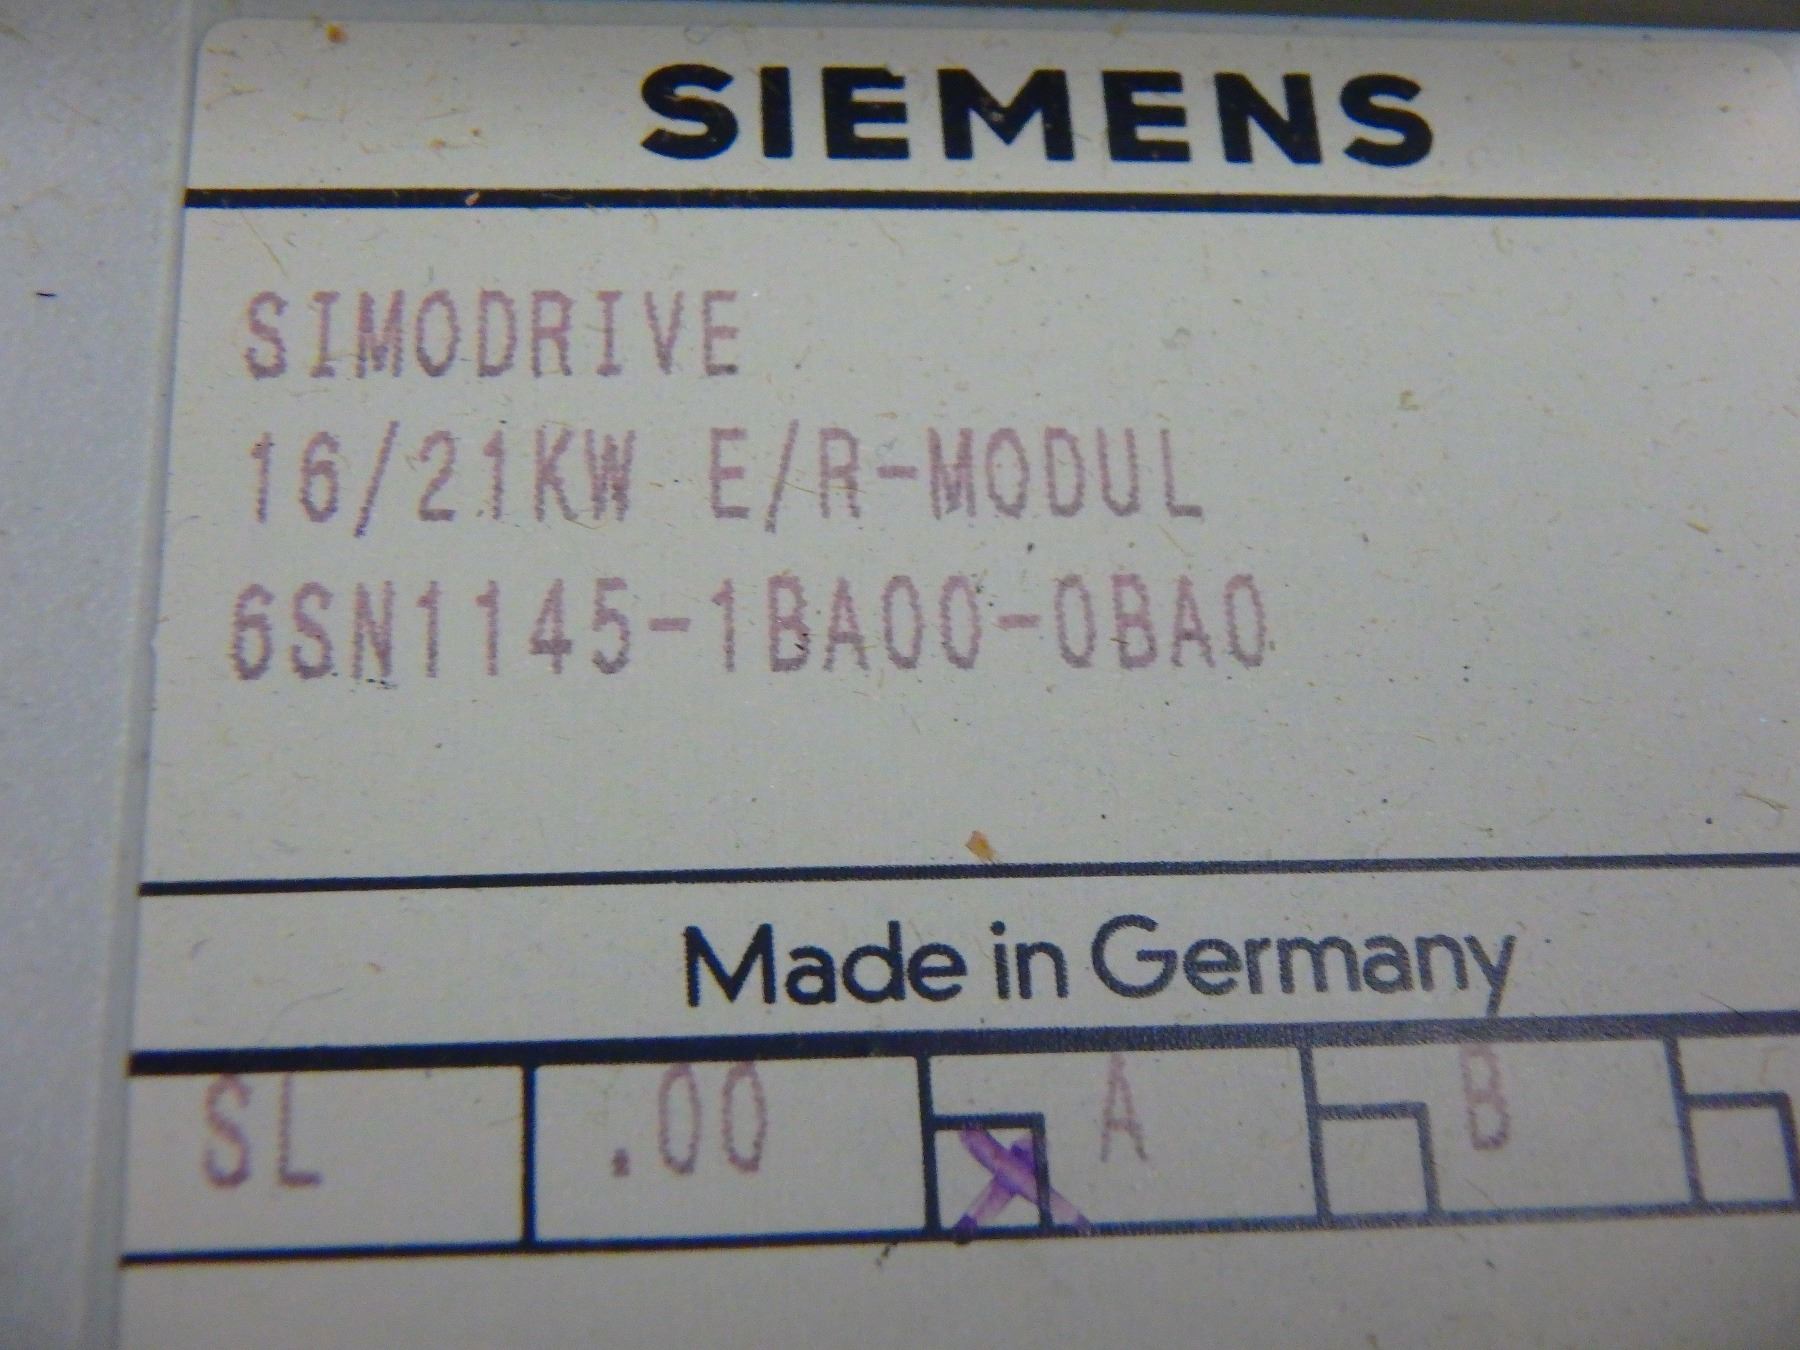 SIEMENS
SIMODRIVE
16/21KW E/R-MODUL
6SN1145-1BA00-0BA0
Made in Germany
SL .00 A B